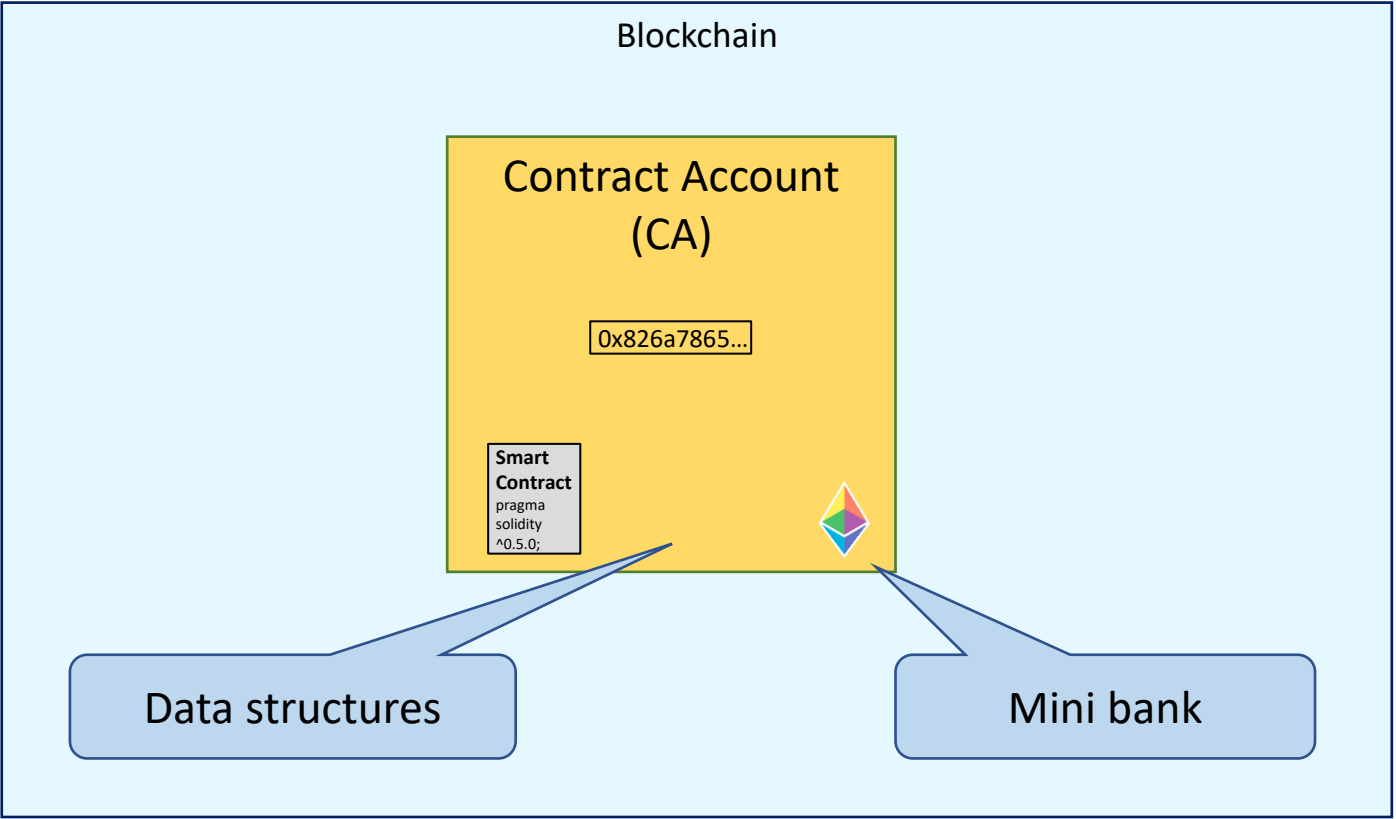 Blockchain
Contract Account
(CA)
0x826a7865...
Smart
Contract
pragma
solidity
^0.5.0;
Data structures
Mini bank